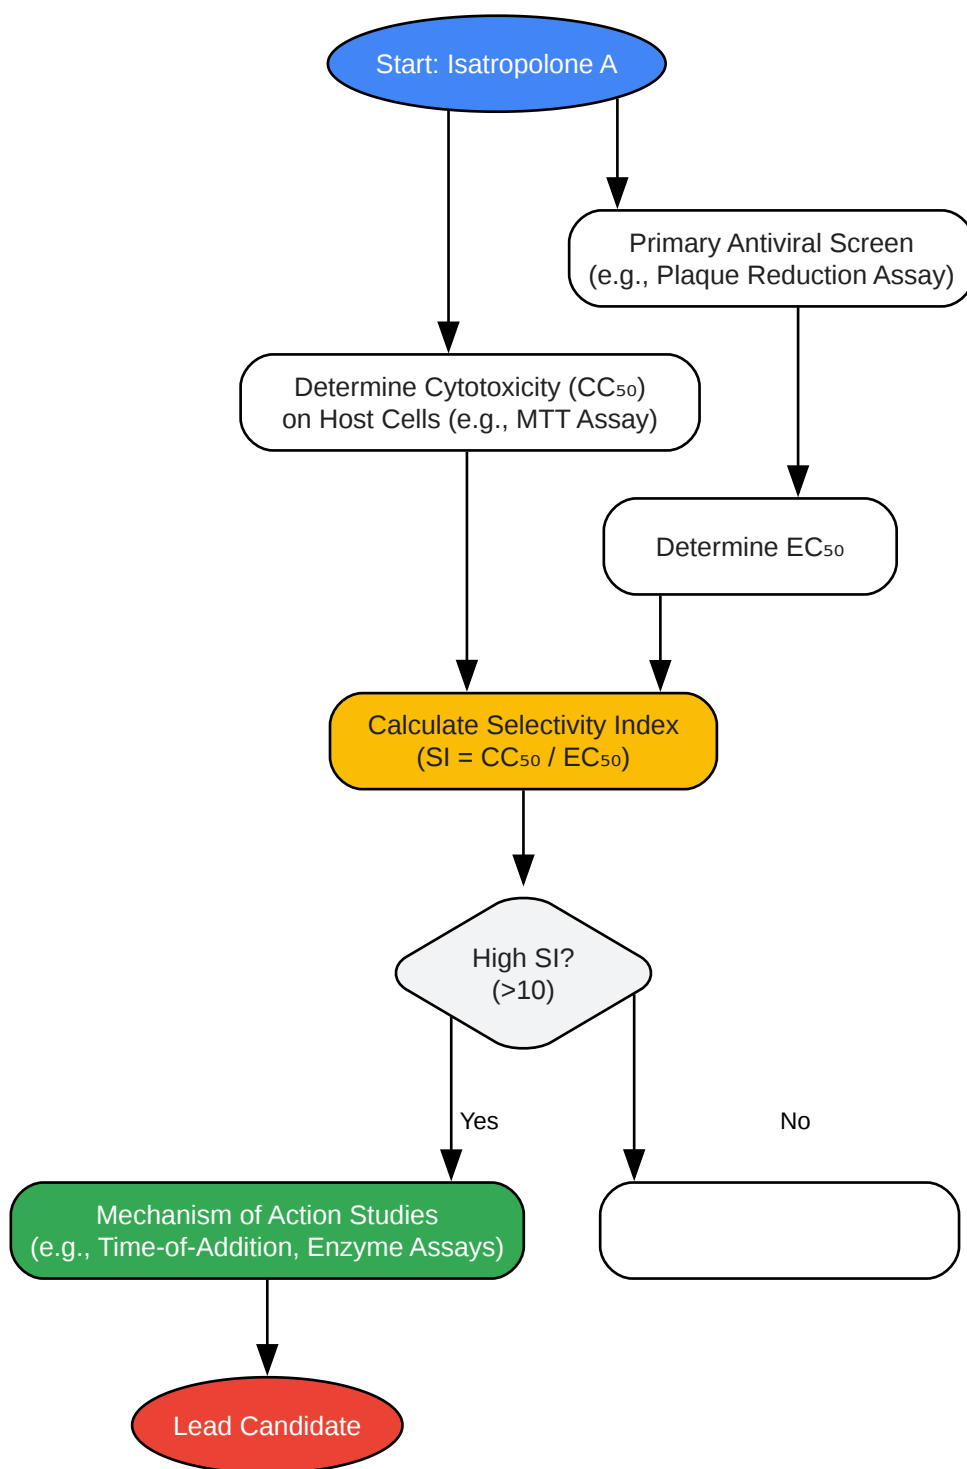 Start: Isatropolone A
Primary Antiviral Screen
(e.g., Plaque Reduction Assay)
Determine Cytotoxicity (CC₅₀)
on Host Cells (e.g., MTT Assay)
Determine EC₅₀
Calculate Selectivity Index
(SI = CC₅₀ / EC₅₀)
High SI?
(>10)
Yes
No
Mechanism of Action Studies
(e.g., Time-of-Addition, Enzyme Assays)
Lead Candidate